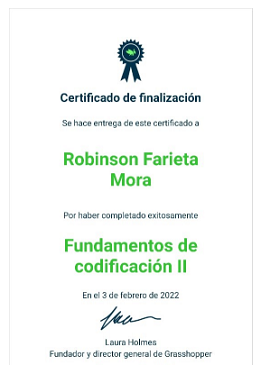 Certificado de finalización
Se hace entrega de este certificado a
Robinson Farieta
Mora
Por haber completado exitosamente
Fundamentos de
codificación II
En el 3 de febrero de 2022
Laura Holmes
Fundador y director general de Grasshopper